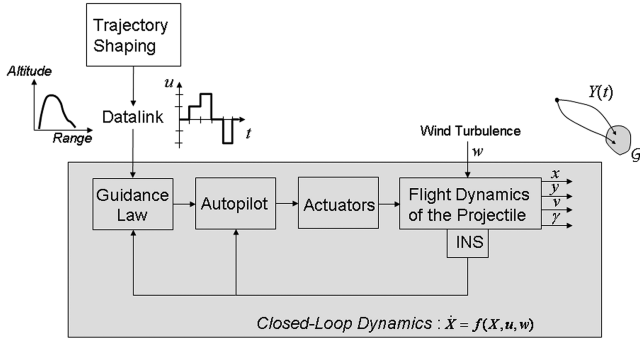 Trajectory
Shaping
Altitude
Range
Datalink
u
t
Y(t)
G
Wind Turbulence
w
Guidance
Law
Autopilot
Actuators
Flight Dynamics
of the Projectile
INS
x
y
v
γ
Closed-Loop Dynamics : Ẋ = f(X,u,w)